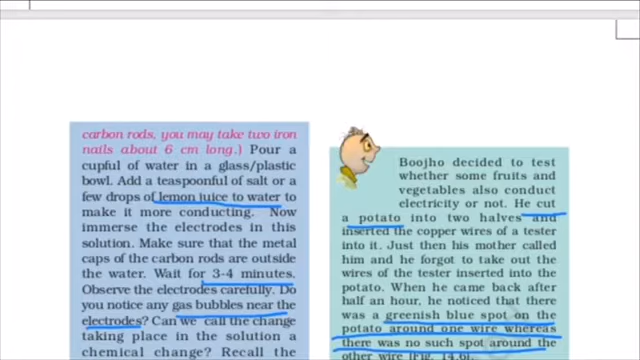 carbon rods, you may take two iron
nails about 6 cm long.) Pour a
cupful of water in a glass/plastic
bowl. Add a teaspoonful of salt or a
few drops of lemon juice to water to
make it more conducting. Now
immerse the electrodes in this
solution. Make sure that the metal
caps of the carbon rods are outside
the water. Wait for 3-4 minutes.
Observe the electrodes carefully. Do
you notice any gas bubbles near the
electrodes? Can we call the change
taking place in the solution a
chemical change? Recall the
Boojho decided to test
whether some fruits and
vegetables also conduct
electricity or not. He cut
a potato into two halves and
inserted the copper wires of a tester
into it. Just then his mother called
him and he forgot to take out the
wires of the tester inserted into the
potato. When he came back after
half an hour, he noticed that there
was a greenish blue spot on the
potato around one wire whereas
there was no such spot around the
other wire (Fig. 14.6).